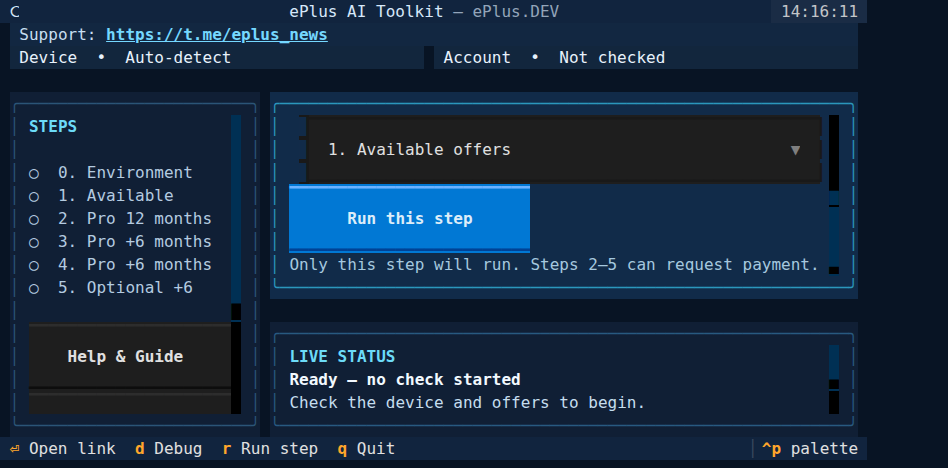 C ePlus AI Toolkit — ePlus.DEV 14:16:11
Support: https://t.me/eplus_news
Device • Auto-detect Account • Not checked
STEPS
○ 0. Environment
○ 1. Available
○ 2. Pro 12 months
○ 3. Pro +6 months
○ 4. Pro +6 months
○ 5. Optional +6
Help & Guide
1. Available offers ▼
Run this step
Only this step will run. Steps 2–5 can request payment.
LIVE STATUS
Ready — no check started
Check the device and offers to begin.
⏎ Open link d Debug r Run step q Quit ^p palette